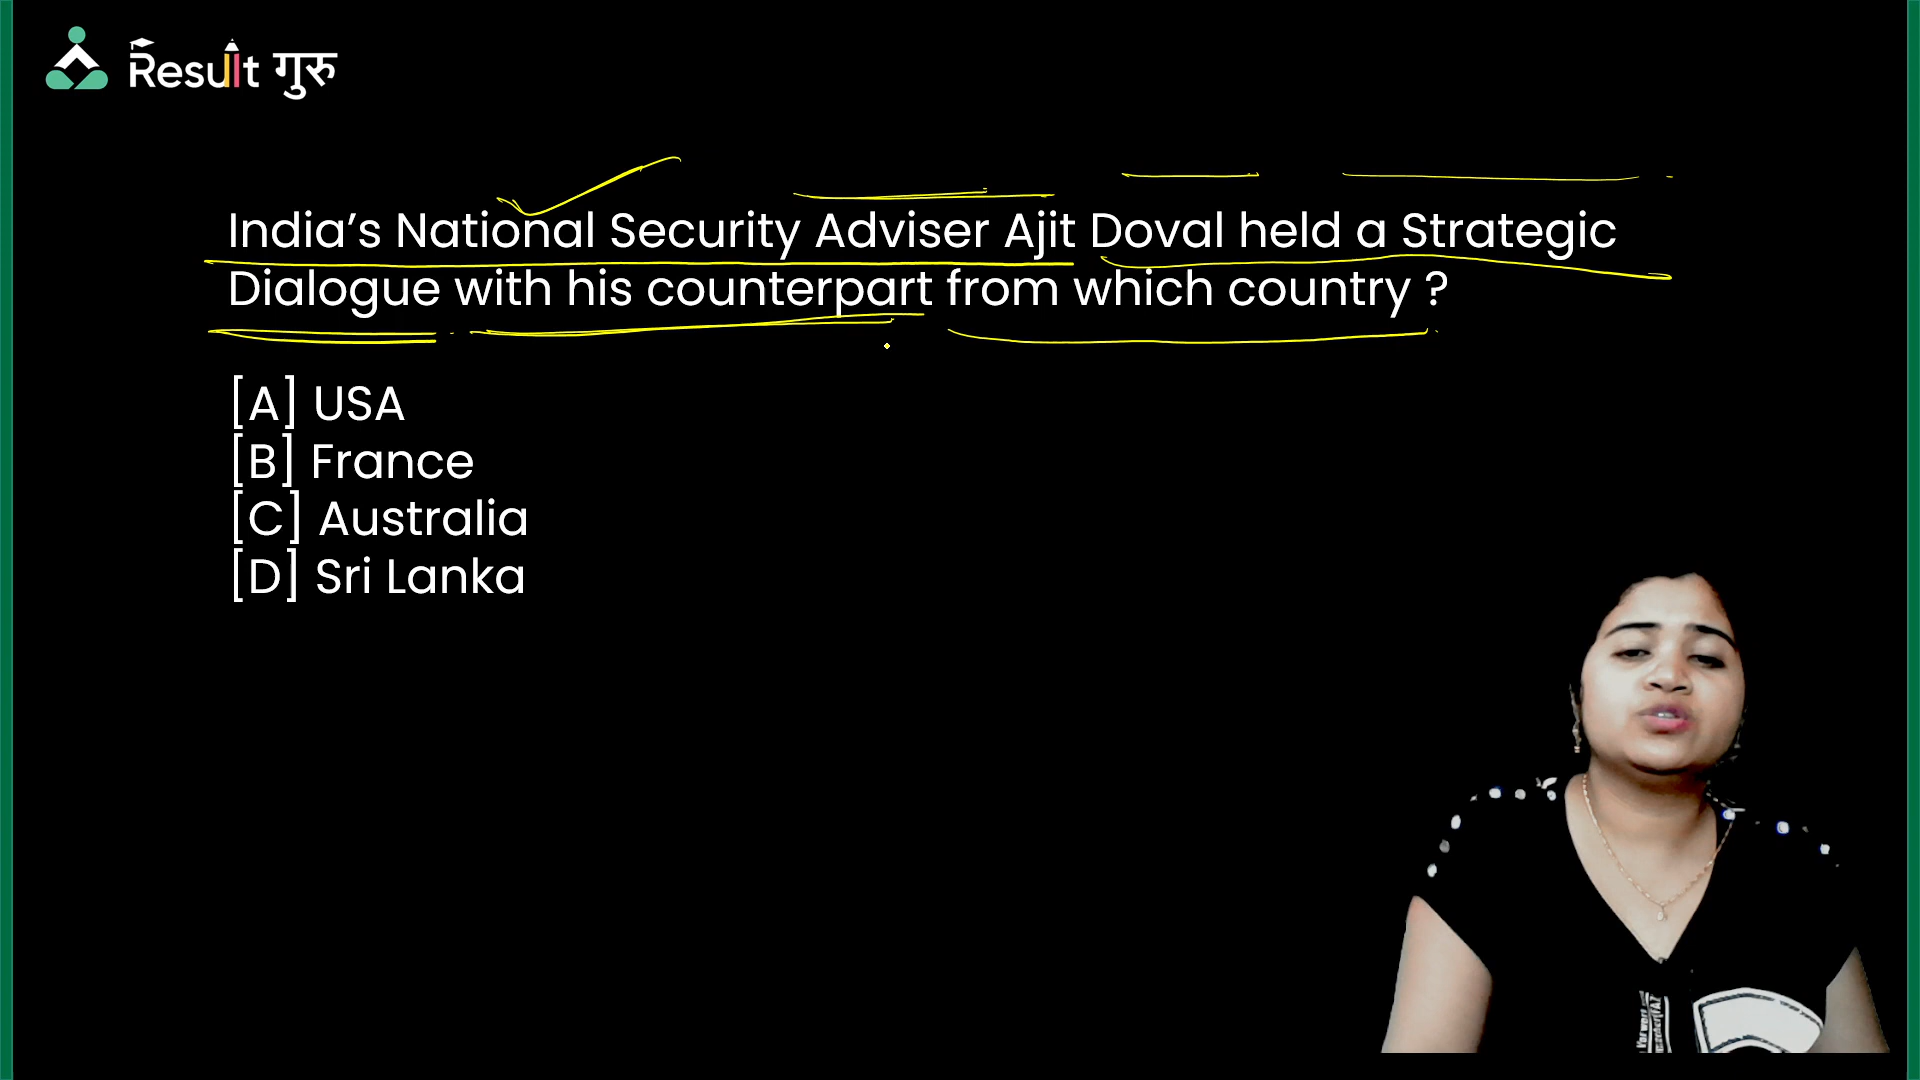 Result गुरु
India’s National Security Adviser Ajit Doval held a Strategic
Dialogue with his counterpart from which country ?
[A] USA
[B] France
[C] Australia
[D] Sri Lanka